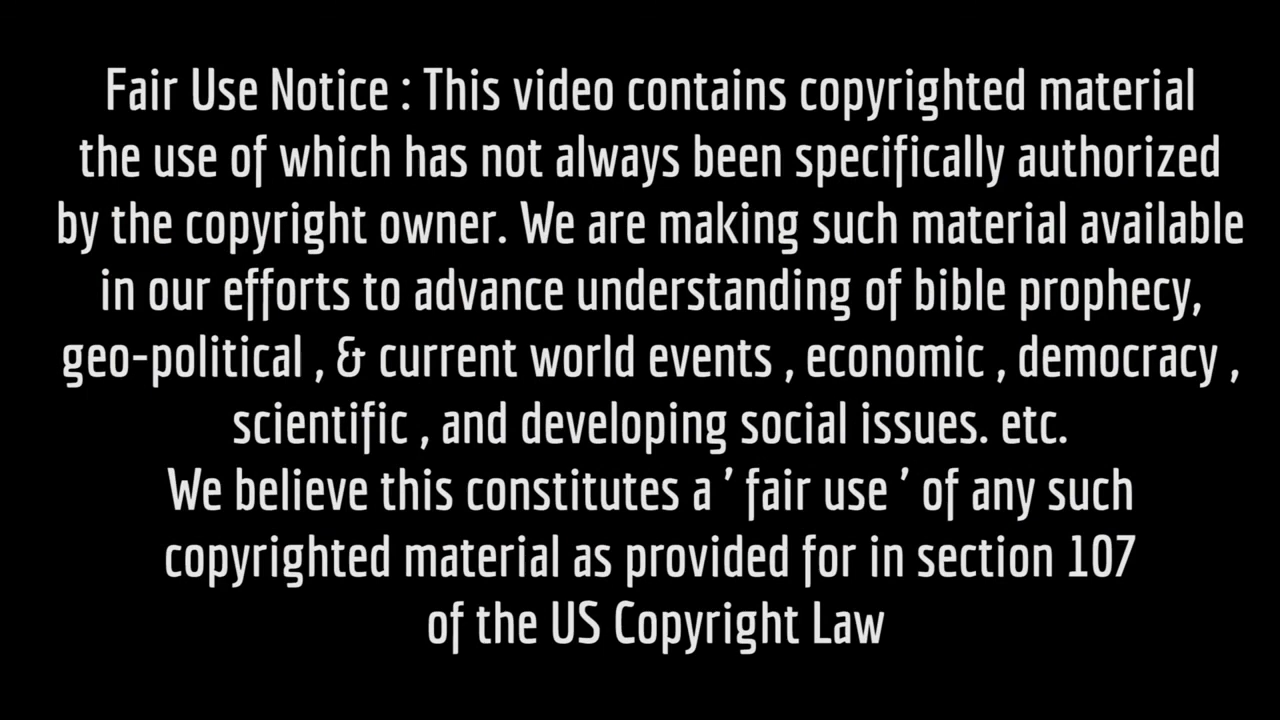 Fair Use Notice : This video contains copyrighted material
the use of which has not always been specifically authorized
by the copyright owner. We are making such material available
in our efforts to advance understanding of bible prophecy,
geo-political , & current world events , economic , democracy ,
scientific , and developing social issues. etc.
We believe this constitutes a ' fair use ' of any such
copyrighted material as provided for in section 107
of the US Copyright Law